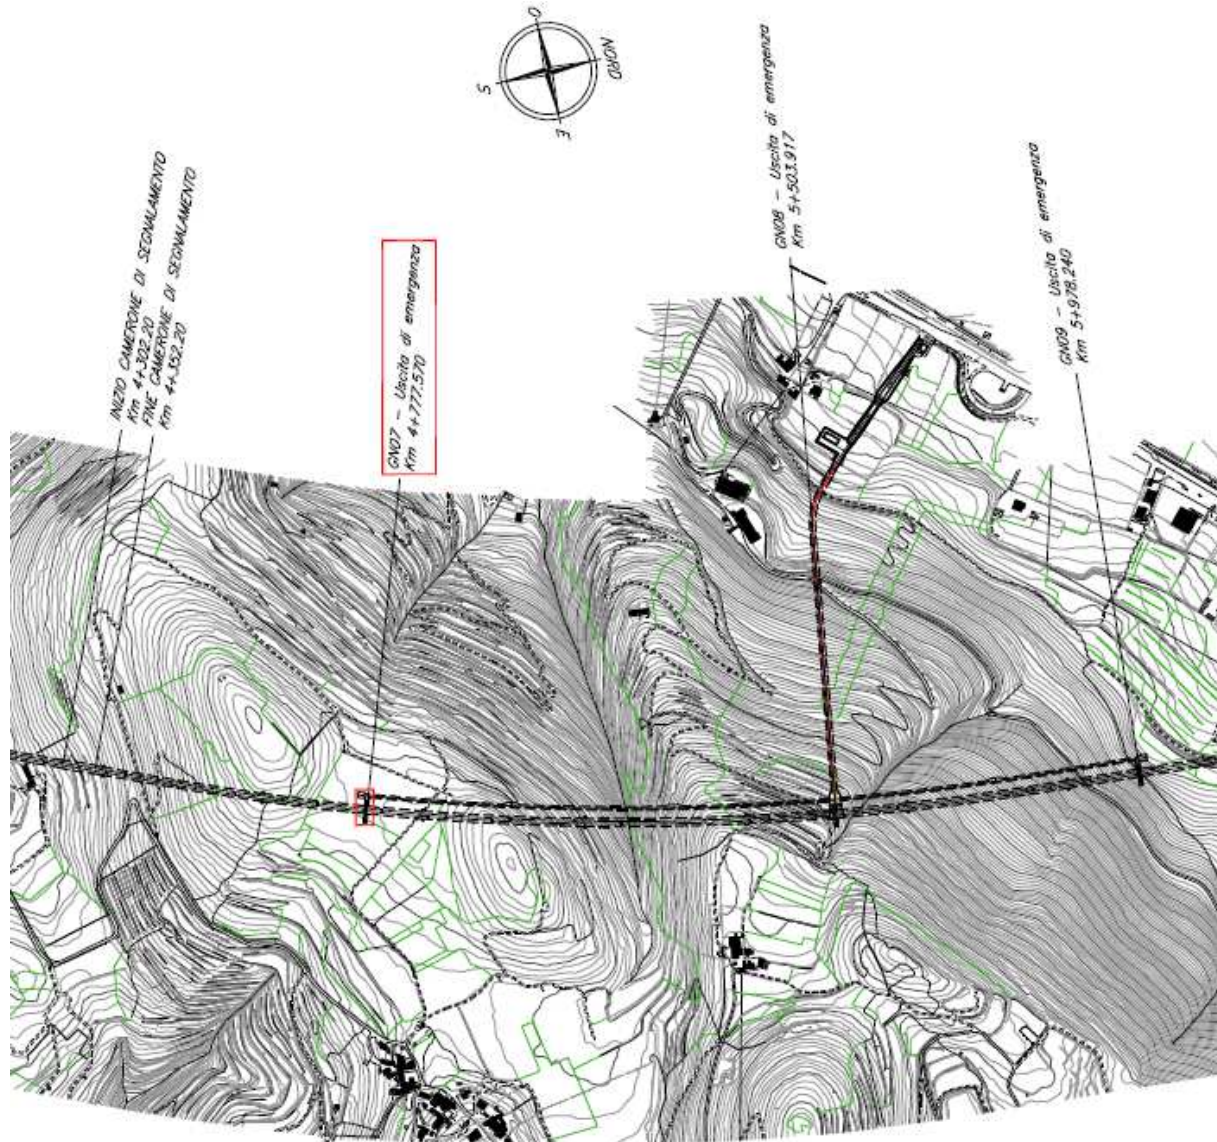 O
NORD
S
E
INIZIO CAMERONE DI SEGNALAMENTO
Km 4+302.20
FINE CAMERONE DI SEGNALAMENTO
Km 4+352.20
GN07 - Uscita di emergenza
Km 4+777.570
GN08 - Uscita di emergenza
Km 5+503.917
GN09 - Uscita di emergenza
Km 5+978.240